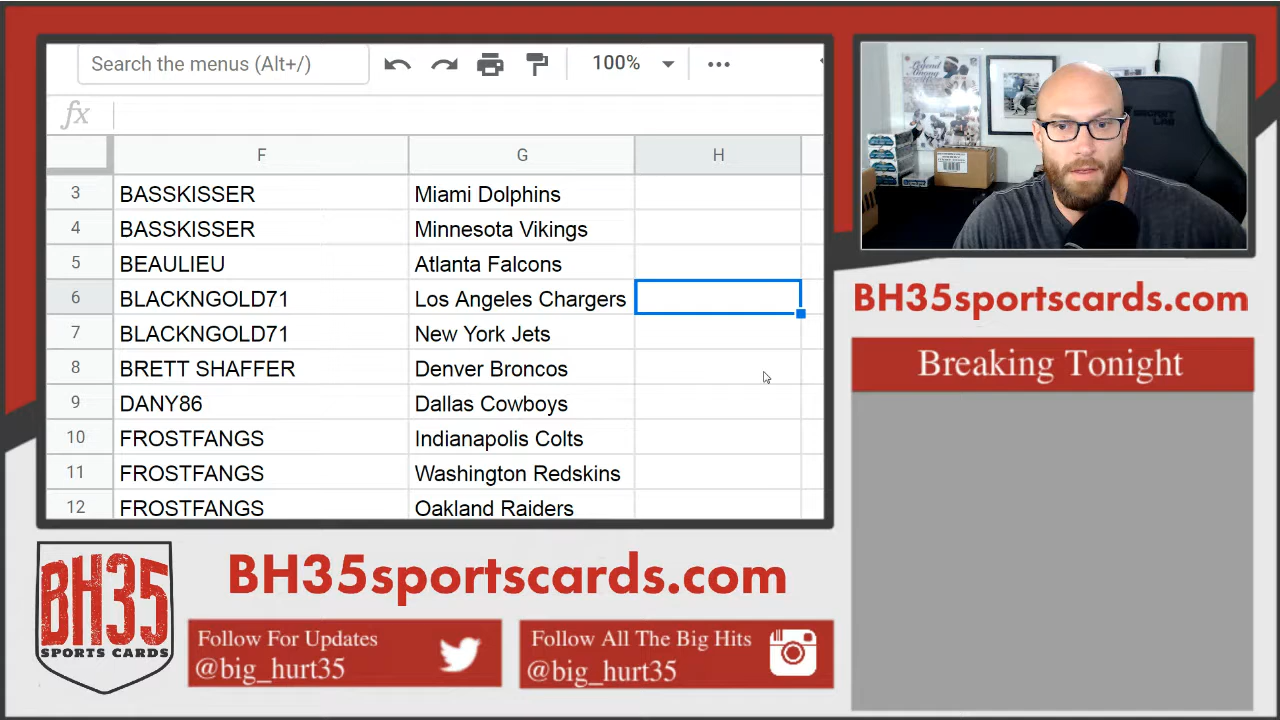 Search the menus (Alt+/)
100%
fx
F G H
3 BASSKISSER Miami Dolphins
4 BASSKISSER Minnesota Vikings
5 BEAULIEU Atlanta Falcons
6 BLACKNGOLD71 Los Angeles Chargers
7 BLACKNGOLD71 New York Jets
8 BRETT SHAFFER Denver Broncos
9 DANY86 Dallas Cowboys
10 FROSTFANGS Indianapolis Colts
11 FROSTFANGS Washington Redskins
12 FROSTFANGS Oakland Raiders
BH35sportscards.com
Breaking Tonight
BH35
SPORTS CARDS
BH35sportscards.com
Follow For Updates
@big_hurt35
Follow All The Big Hits
@big_hurt35